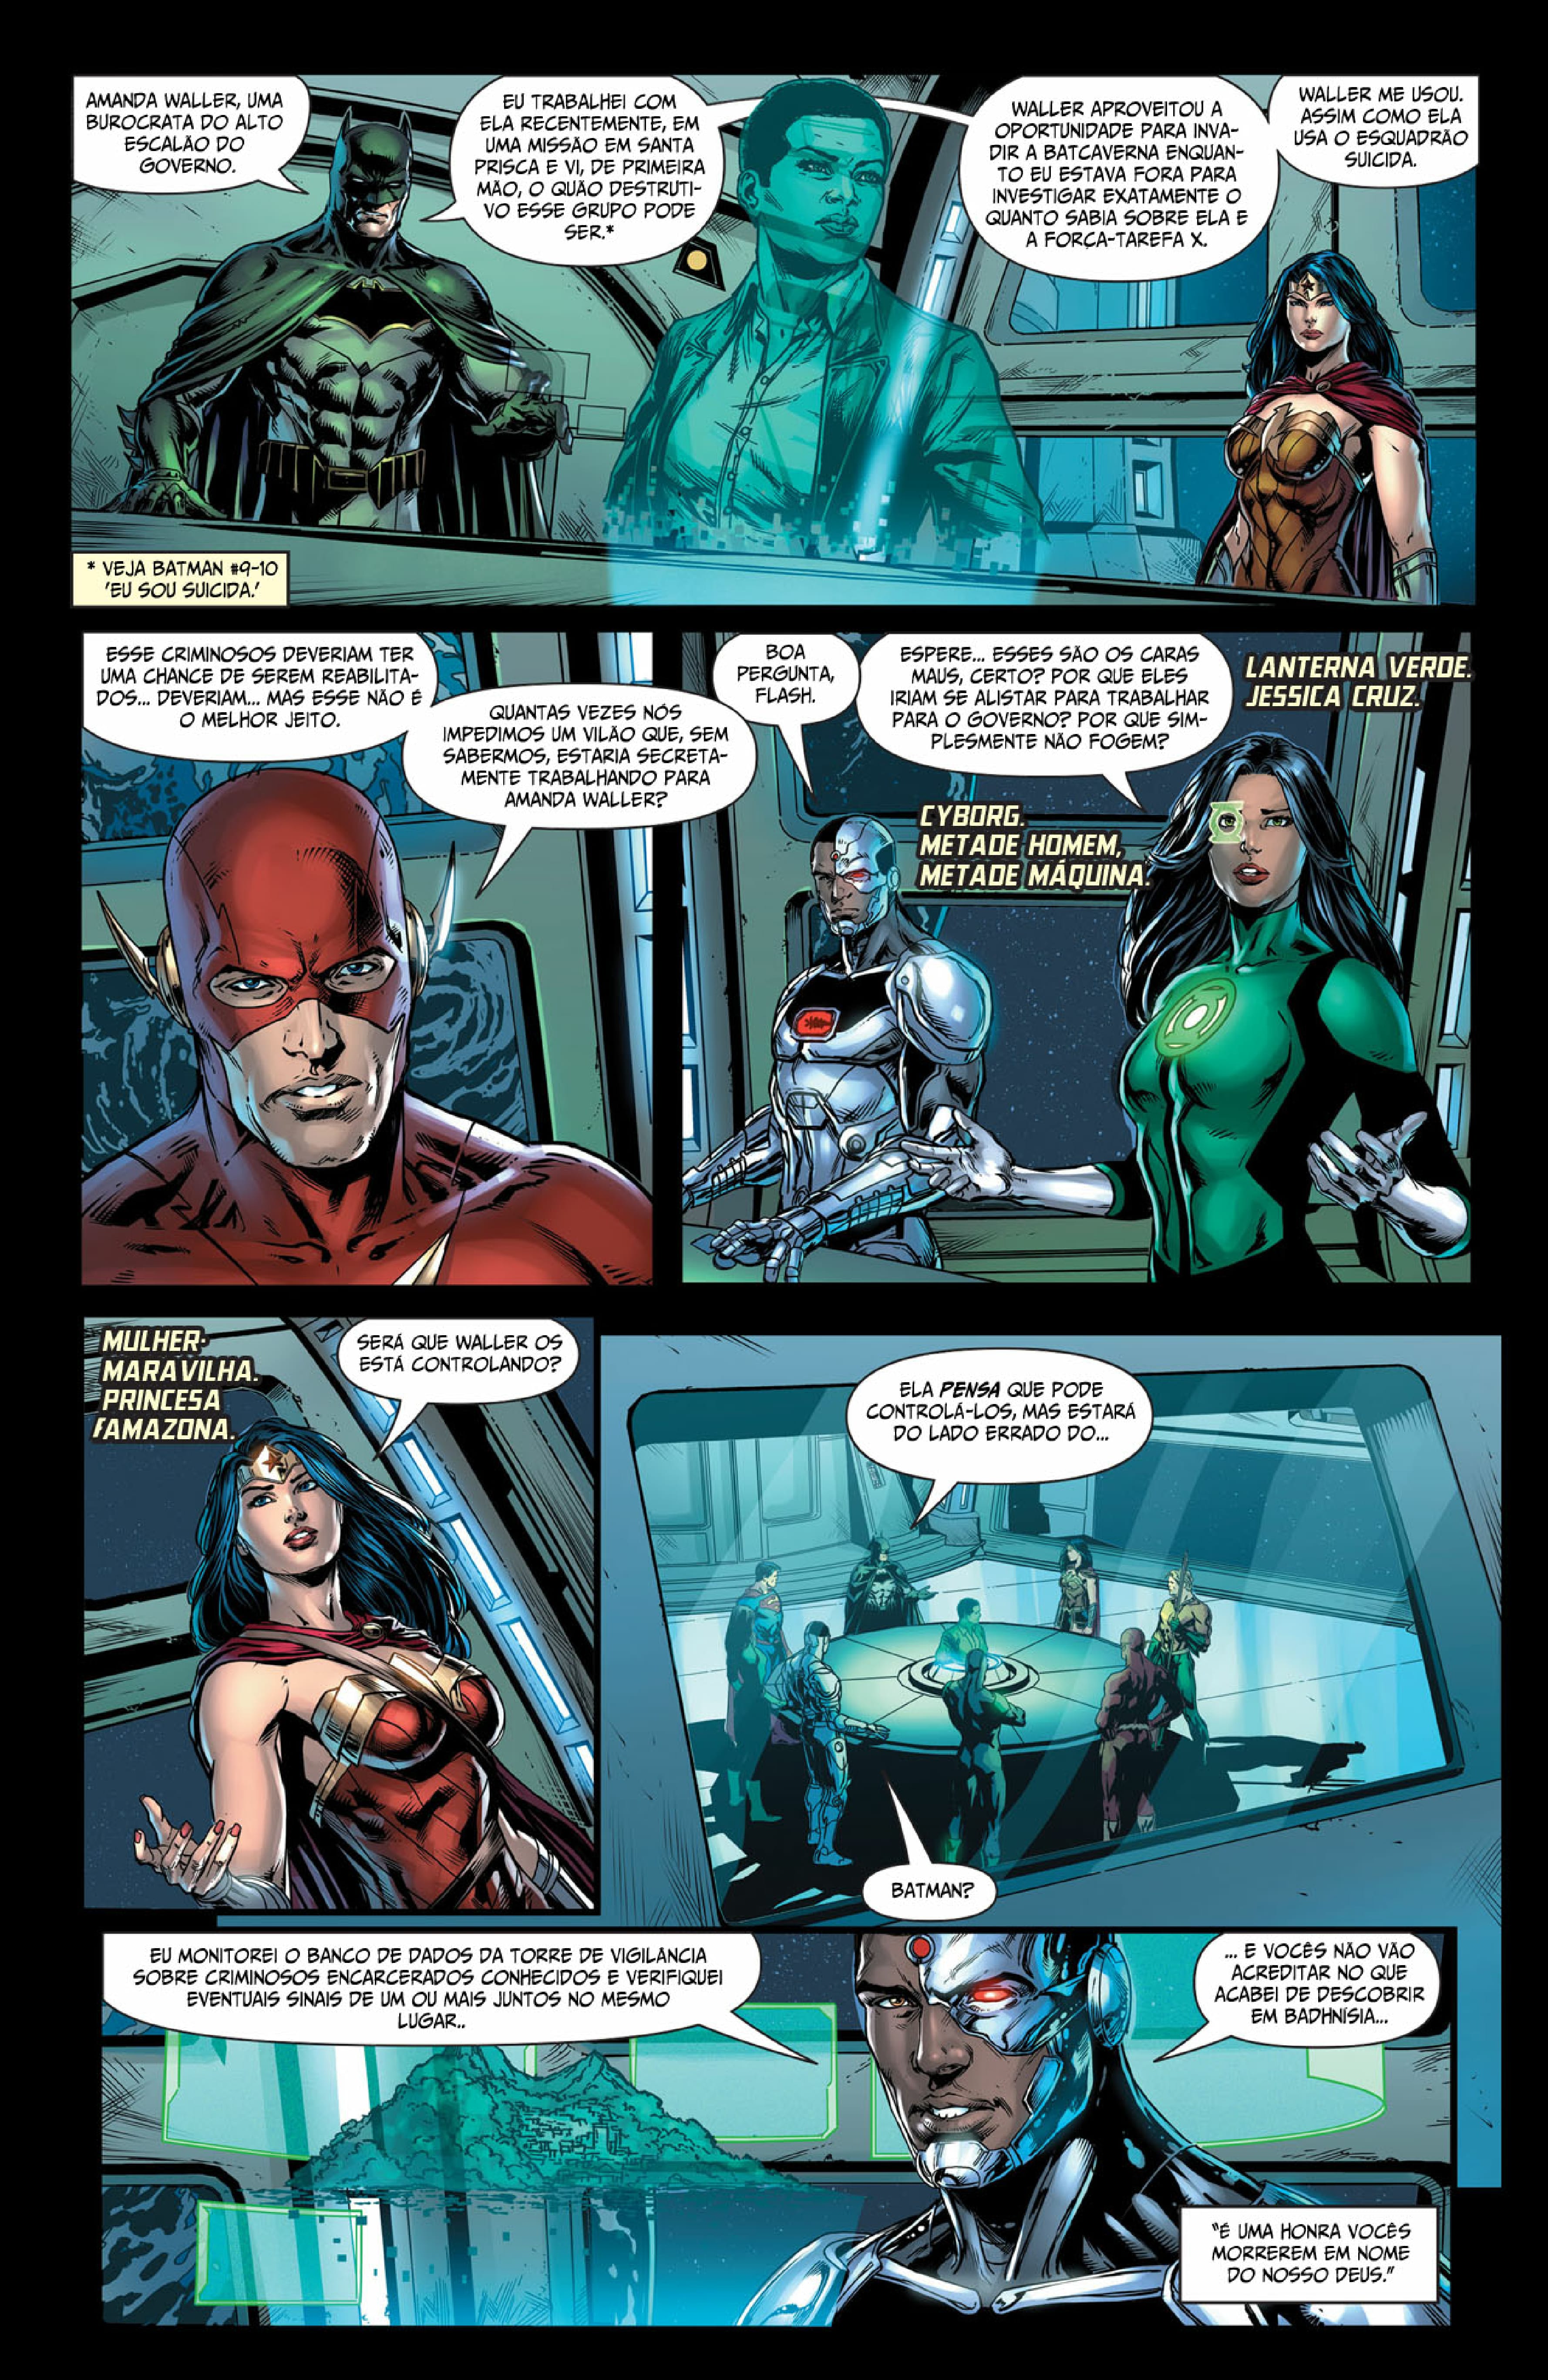 AMANDA WALLER, UMA
BUROCRATA DO ALTO
ESCALÃO DO
GOVERNO.
EU TRABALHEI COM
ELA RECENTEMENTE, EM
UMA MISSÃO EM SANTA
PRISCA E VI, DE PRIMEIRA
MÃO, O QUÃO DESTRUTI-
VO ESSE GRUPO PODE
SER.*
WALLER APROVEITOU A
OPORTUNIDADE PARA INVA-
DIR A BATCAVERNA ENQUAN-
TO EU ESTAVA FORA PARA
INVESTIGAR EXATAMENTE O
QUANTO SABIA SOBRE ELA E
A FORÇA-TAREFA X.
WALLER ME USOU.
ASSIM COMO ELA
USA O ESQUADRÃO
SUICIDA.
* VEJA BATMAN #9-10
'EU SOU SUICIDA.'
ESSE CRIMINOSOS DEVERIAM TER
UMA CHANCE DE SEREM REABILITA-
DOS... DEVERIAM... MAS ESSE NÃO É
O MELHOR JEITO.
QUANTAS VEZES NÓS
IMPEDIMOS UM VILÃO QUE, SEM
SABERMOS, ESTARIA SECRETA-
MENTE TRABALHANDO PARA
AMANDA WALLER?
BOA
PERGUNTA,
FLASH.
ESPERE... ESSES SÃO OS CARAS
MAUS, CERTO? POR QUE ELES
IRIAM SE ALISTAR PARA TRABALHAR
PARA O GOVERNO? POR QUE SIM-
PLESMENTE NÃO FOGEM?
LANTERNA VERDE.
JESSICA CRUZ.
CYBORG.
METADE HOMEM,
METADE MÁQUINA.
MULHER-
MARAVILHA.
PRINCESA
AMAZONA.
SERÁ QUE WALLER OS
ESTÁ CONTROLANDO?
ELA PENSA QUE PODE
CONTROLÁ-LOS, MAS ESTARÁ
DO LADO ERRADO DO...
BATMAN?
EU MONITOREI O BANCO DE DADOS DA TORRE DE VIGILÂNCIA
SOBRE CRIMINOSOS ENCARCERADOS CONHECIDOS E VERIFIQUEI
EVENTUAIS SINAIS DE UM OU MAIS JUNTOS NO MESMO
LUGAR..
... E VOCÊS NÃO VÃO
ACREDITAR NO QUE
ACABEI DE DESCOBRIR
EM BADHNÍSIA...
"É UMA HONRA VOCÊS
MORREREM EM NOME
DO NOSSO DEUS."